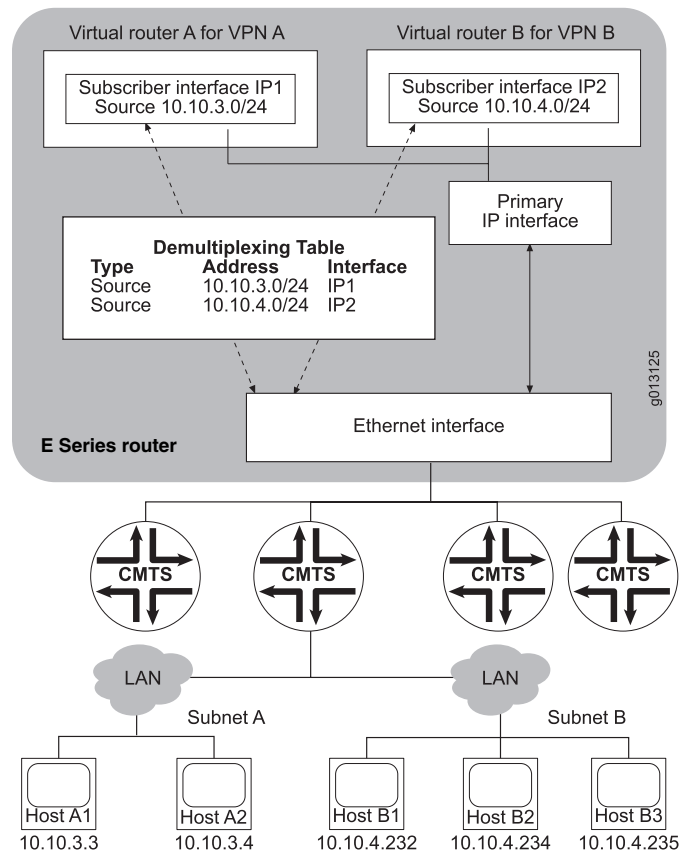 Virtual router A for VPN A
Virtual router B for VPN B
Subscriber interface IP1
Source 10.10.3.0/24
Subscriber interface IP2
Source 10.10.4.0/24
Primary
IP interface
Demultiplexing Table
Type Address Interface
Source 10.10.3.0/24 IP1
Source 10.10.4.0/24 IP2
g013125
Ethernet interface
E Series router
CMTS
CMTS
CMTS
CMTS
LAN
LAN
Subnet A
Subnet B
Host A1
Host A2
Host B1
Host B2
Host B3
10.10.3.3
10.10.3.4
10.10.4.232
10.10.4.234
10.10.4.235